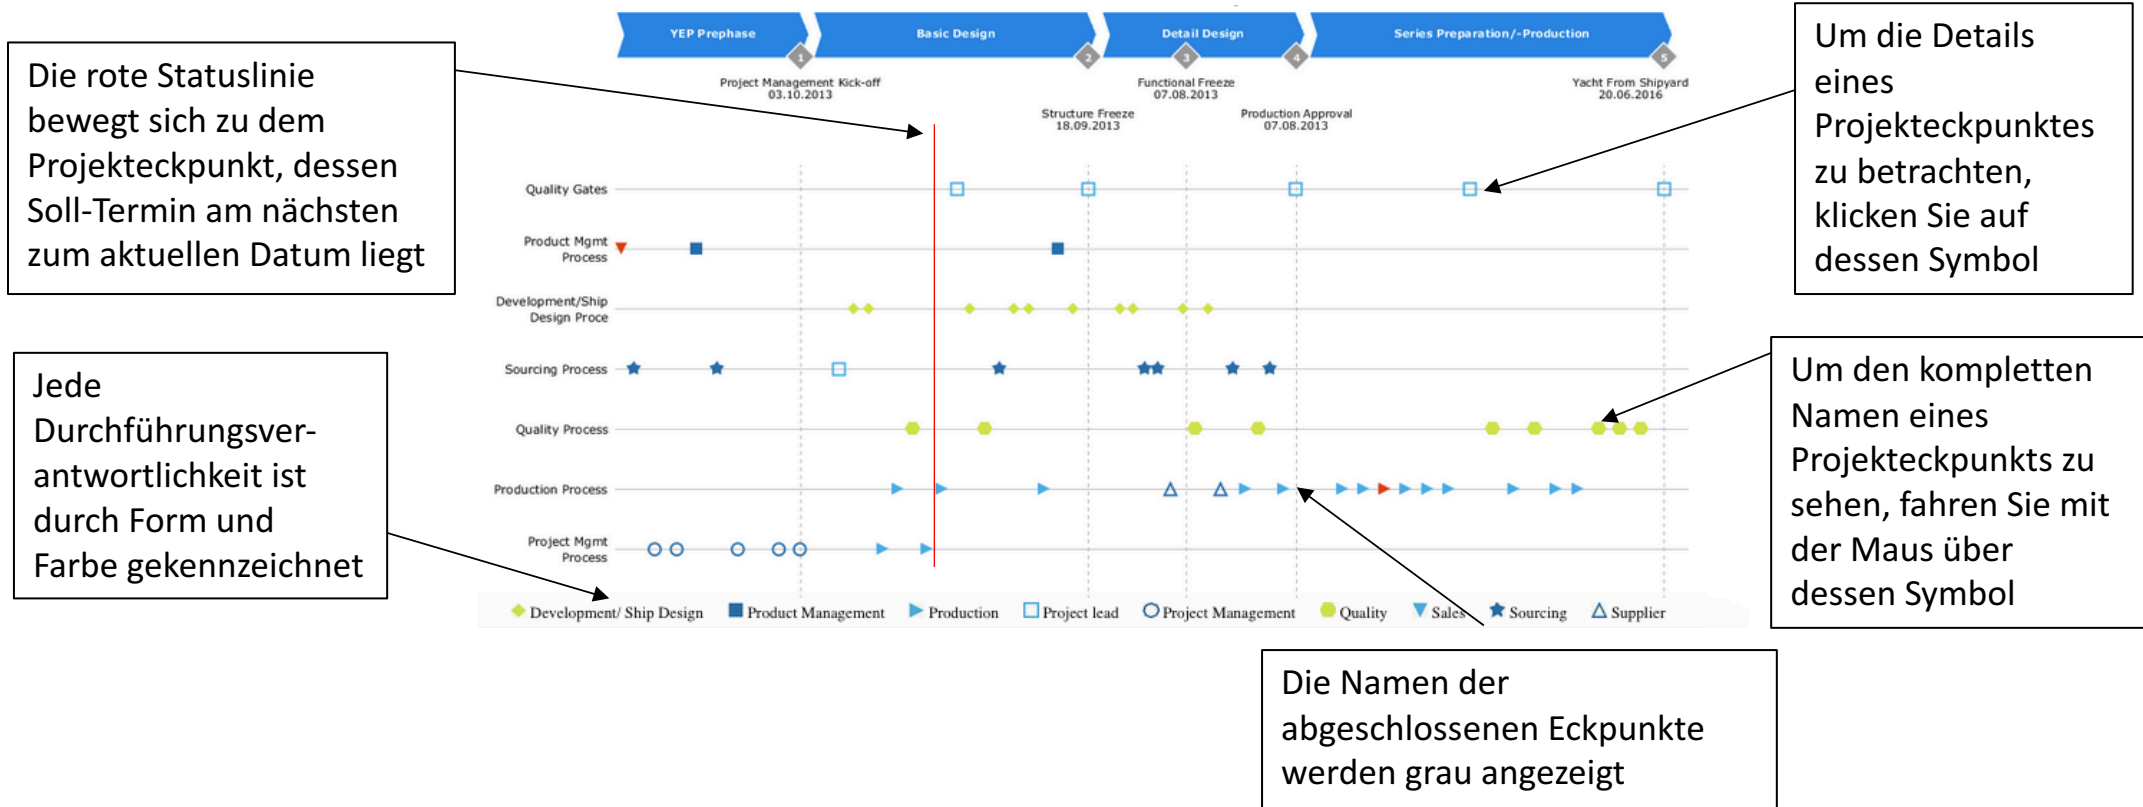 YEP Prephase
Basic Design
Detail Design
Series Preparation/-Production
1
2
3
4
5
Project Management Kick-off
03.10.2013
Functional Freeze
07.08.2013
Yacht From Shipyard
20.06.2016
Structure Freeze
18.09.2013
Production Approval
07.08.2013
Die rote Statuslinie
bewegt sich zu dem
Projekteckpunkt, dessen
Soll-Termin am nächsten
zum aktuellen Datum liegt
Um die Details
eines
Projekteckpunktes
zu betrachten,
klicken Sie auf
dessen Symbol
Quality Gates
Product Mgmt
Process
Development/Ship
Design Proce
Sourcing Process
Quality Process
Production Process
Project Mgmt
Process
Jede
Durchführungsver-
antwortlichkeit ist
durch Form und
Farbe gekennzeichnet
Um den kompletten
Namen eines
Projekteckpunkts zu
sehen, fahren Sie mit
der Maus über
dessen Symbol
Development/ Ship Design
Product Management
Production
Project lead
Project Management
Quality
Sales
Sourcing
Supplier
Die Namen der
abgeschlossenen Eckpunkte
werden grau angezeigt